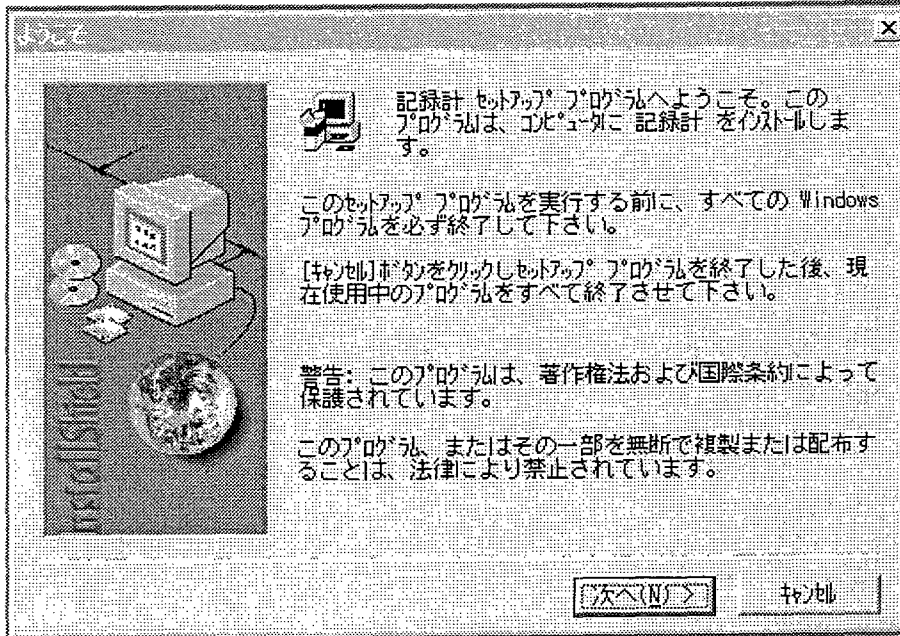 ようこそ
記録計 ｾｯﾄｱｯﾌﾟ ﾌﾟﾛｸﾞﾗﾑへようこそ。この
ﾌﾟﾛｸﾞﾗﾑは、ｺﾝﾋﾟｭｰﾀに 記録計 をｲﾝｽﾄｰﾙしま
す。
このｾｯﾄｱｯﾌﾟ ﾌﾟﾛｸﾞﾗﾑを実行する前に、すべての Windows
ﾌﾟﾛｸﾞﾗﾑを必ず終了して下さい。
[ｷｬﾝｾﾙ]ﾎﾞﾀﾝをｸﾘｯｸしｾｯﾄｱｯﾌﾟ ﾌﾟﾛｸﾞﾗﾑを終了した後、現
在使用中のﾌﾟﾛｸﾞﾗﾑをすべて終了させて下さい。
警告: このﾌﾟﾛｸﾞﾗﾑは、著作権法および国際条約によって
保護されています。
このﾌﾟﾛｸﾞﾗﾑ、またはその一部を無断で複製または配布す
ることは、法律により禁止されています。
InstallShield
次へ(N) >
ｷｬﾝｾﾙ